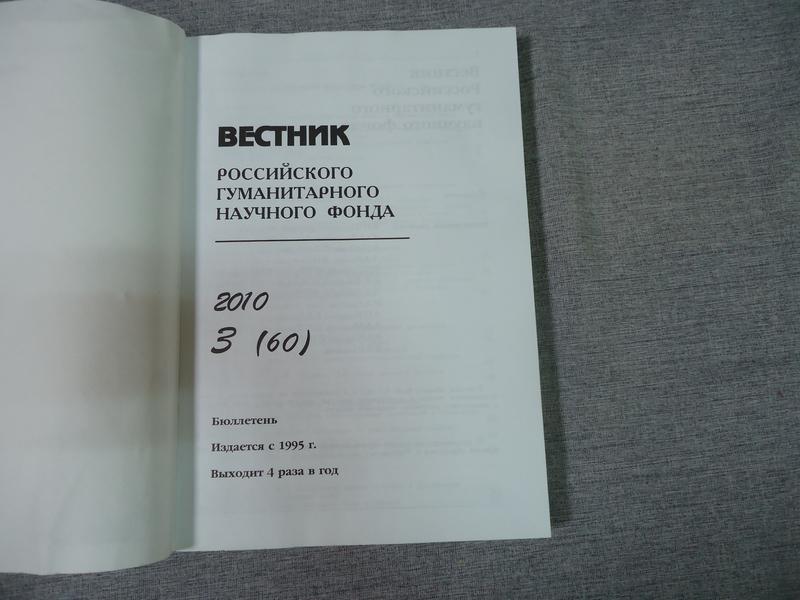 ВЕСТНИК
РОССИЙСКОГО
ГУМАНИТАРНОГО
НАУЧНОГО ФОНДА
2010
3 (60)
Бюллетень
Издается с 1995 г.
Выходит 4 раза в год